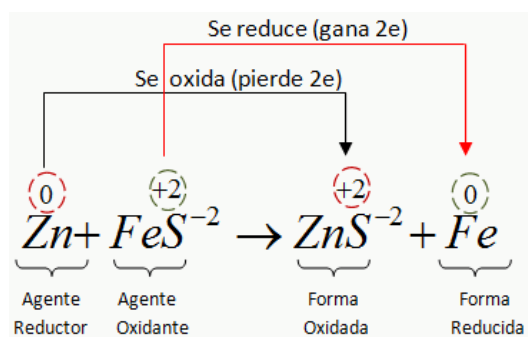 Se reduce (gana 2e)
Se oxida (pierde 2e)
0 +2 +2 0
Zn + FeS⁻² → ZnS⁻² + Fe
Agente Agente Forma Forma
Reductor Oxidante Oxidada Reducida